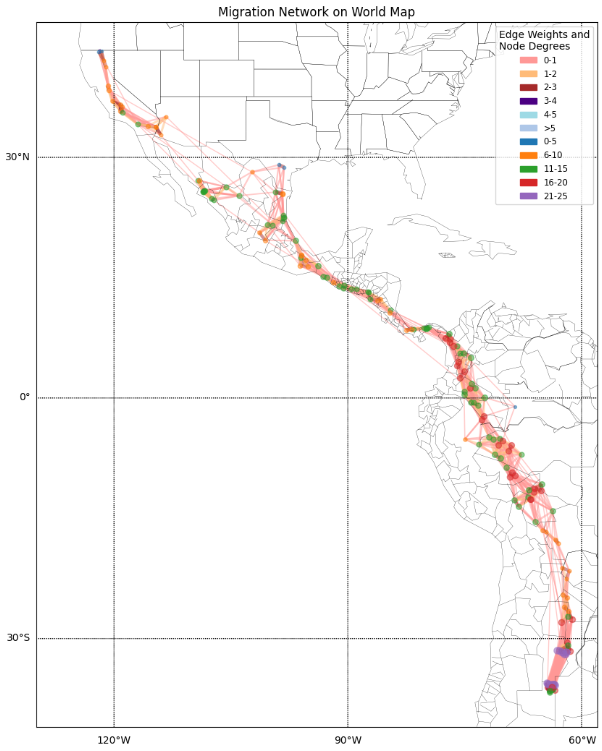 Migration Network on World Map
Edge Weights and
Node Degrees
0-1
1-2
2-3
3-4
4-5
>5
0-5
6-10
11-15
16-20
21-25
30°N
0°
30°S
120°W
90°W
60°W